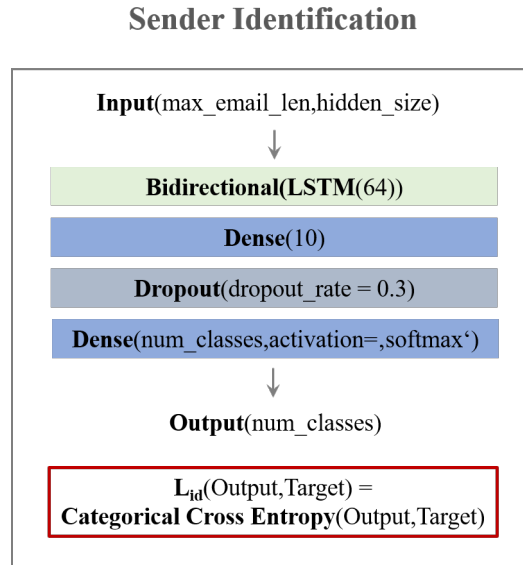 Sender Identification
Input(max_email_len,hidden_size)
Bidirectional(LSTM(64))
Dense(10)
Dropout(dropout_rate = 0.3)
Dense(num_classes,activation=‚softmax‘)
Output(num_classes)
L_id(Output,Target) =
Categorical Cross Entropy(Output,Target)